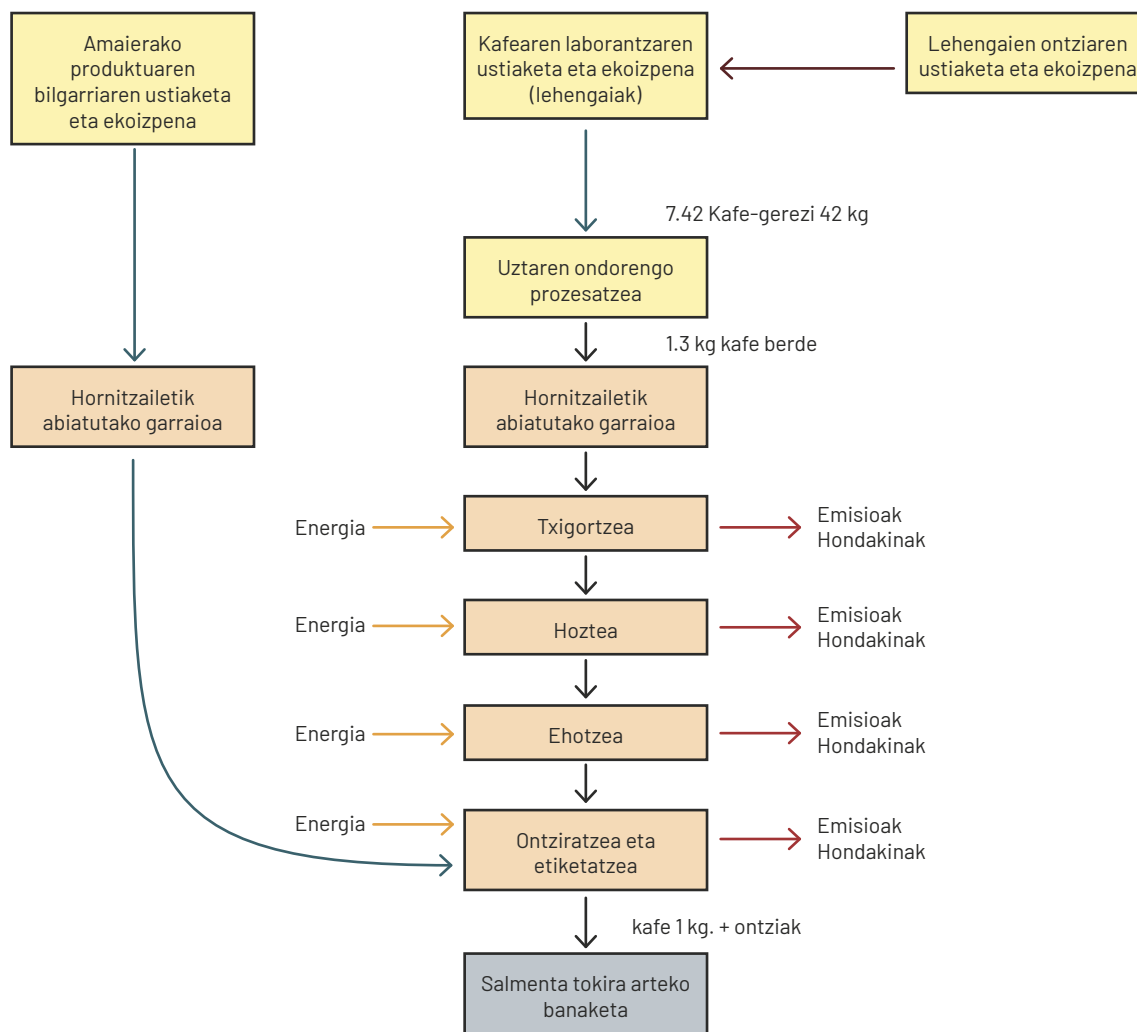 Amaierako
produktuaren
bilgarriaren ustiaketa
eta ekoizpena
Kafearen laborantzaren
ustiaketa eta ekoizpena
(lehengaiak)
Lehengaien ontziaren
ustiaketa eta ekoizpena
7.42 Kafe-gerezi 42 kg
Uztaren ondorengo
prozesatzea
1.3 kg kafe berde
Hornitzailetik
abiatutako garraioa
Hornitzailetik
abiatutako garraioa
Energia
Txigortzea
Emisioak
Hondakinak
Energia
Hoztea
Emisioak
Hondakinak
Energia
Ehotzea
Emisioak
Hondakinak
Energia
Ontziratzea eta
etiketatzea
Emisioak
Hondakinak
kafe 1 kg. + ontziak
Salmenta tokira arteko
banaketa